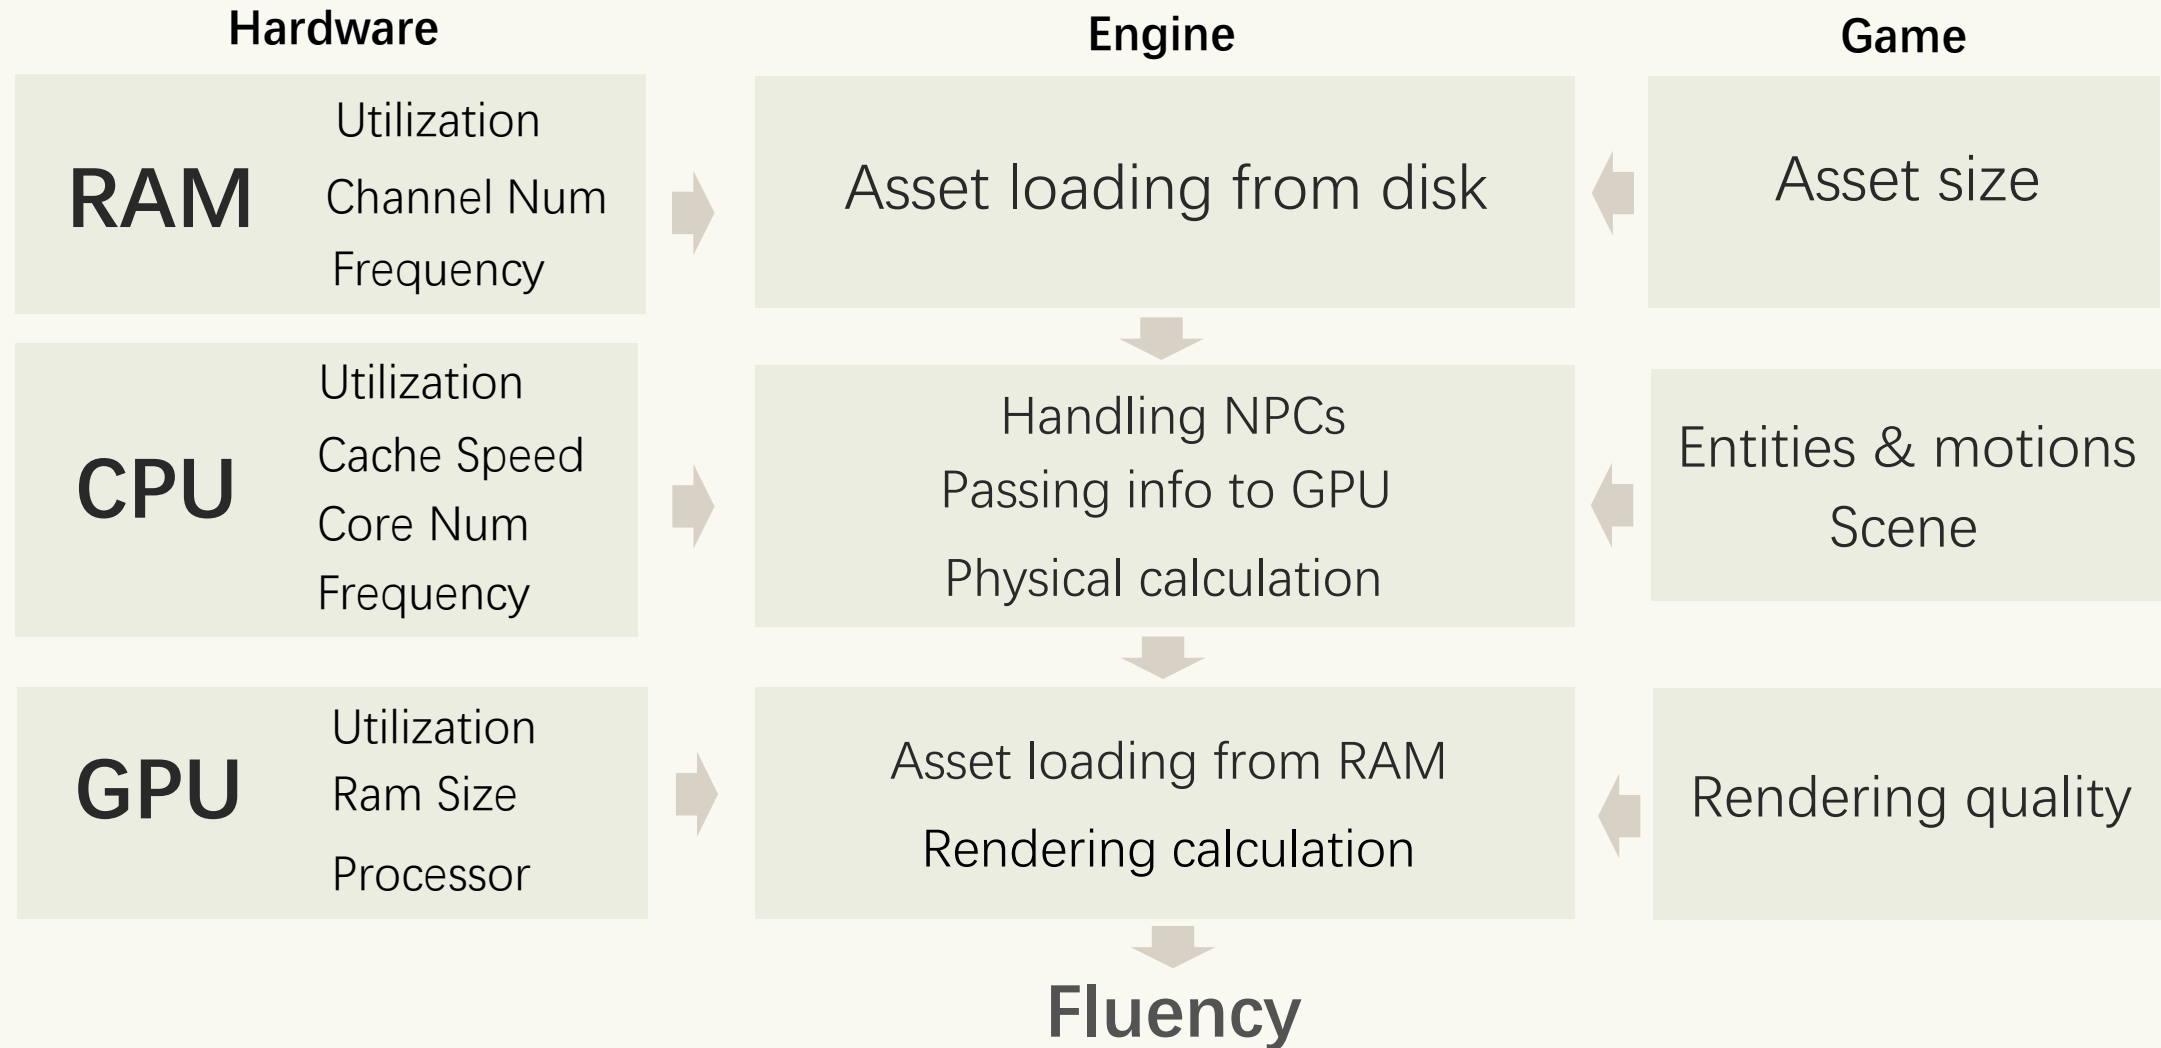 Hardware
Engine
Game
RAM
Utilization
Channel Num
Frequency
Asset loading from disk
Asset size
CPU
Utilization
Cache Speed
Core Num
Frequency
Handling NPCs
Passing info to GPU
Physical calculation
Entities & motions
Scene
GPU
Utilization
Ram Size
Processor
Asset loading from RAM
Rendering calculation
Rendering quality
Fluency